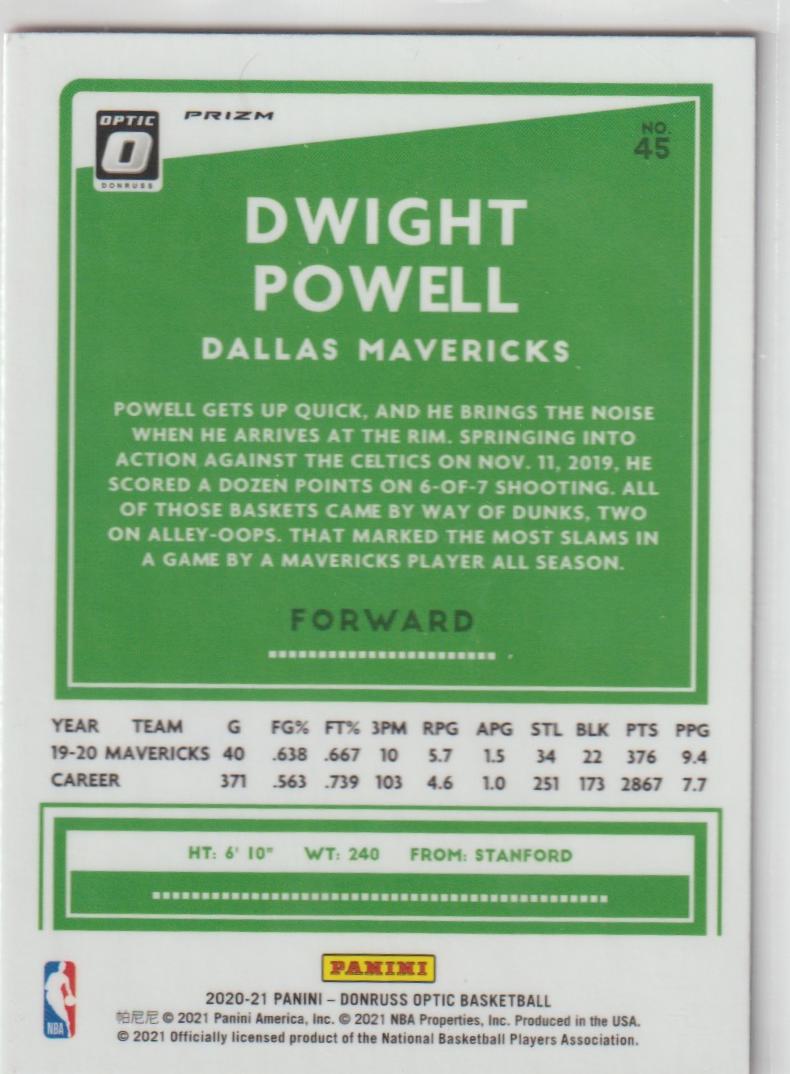 OPTIC
O
DONRUSS
PRIZM
NO.
45
DWIGHT
POWELL
DALLAS MAVERICKS
POWELL GETS UP QUICK, AND HE BRINGS THE NOISE
WHEN HE ARRIVES AT THE RIM. SPRINGING INTO
ACTION AGAINST THE CELTICS ON NOV. 11, 2019, HE
SCORED A DOZEN POINTS ON 6-OF-7 SHOOTING. ALL
OF THOSE BASKETS CAME BY WAY OF DUNKS, TWO
ON ALLEY-OOPS. THAT MARKED THE MOST SLAMS IN
A GAME BY A MAVERICKS PLAYER ALL SEASON.
FORWARD
YEAR TEAM G FG% FT% 3PM RPG APG STL BLK PTS PPG
19-20 MAVERICKS 40 .638 .667 10 5.7 1.5 34 22 376 9.4
CAREER 371 .563 .739 103 4.6 1.0 251 173 2867 7.7
HT: 6' 10" WT: 240 FROM: STANFORD
PANINI
NBA
2020-21 PANINI – DONRUSS OPTIC BASKETBALL
帕尼尼 © 2021 Panini America, Inc. © 2021 NBA Properties, Inc. Produced in the USA.
© 2021 Officially licensed product of the National Basketball Players Association.